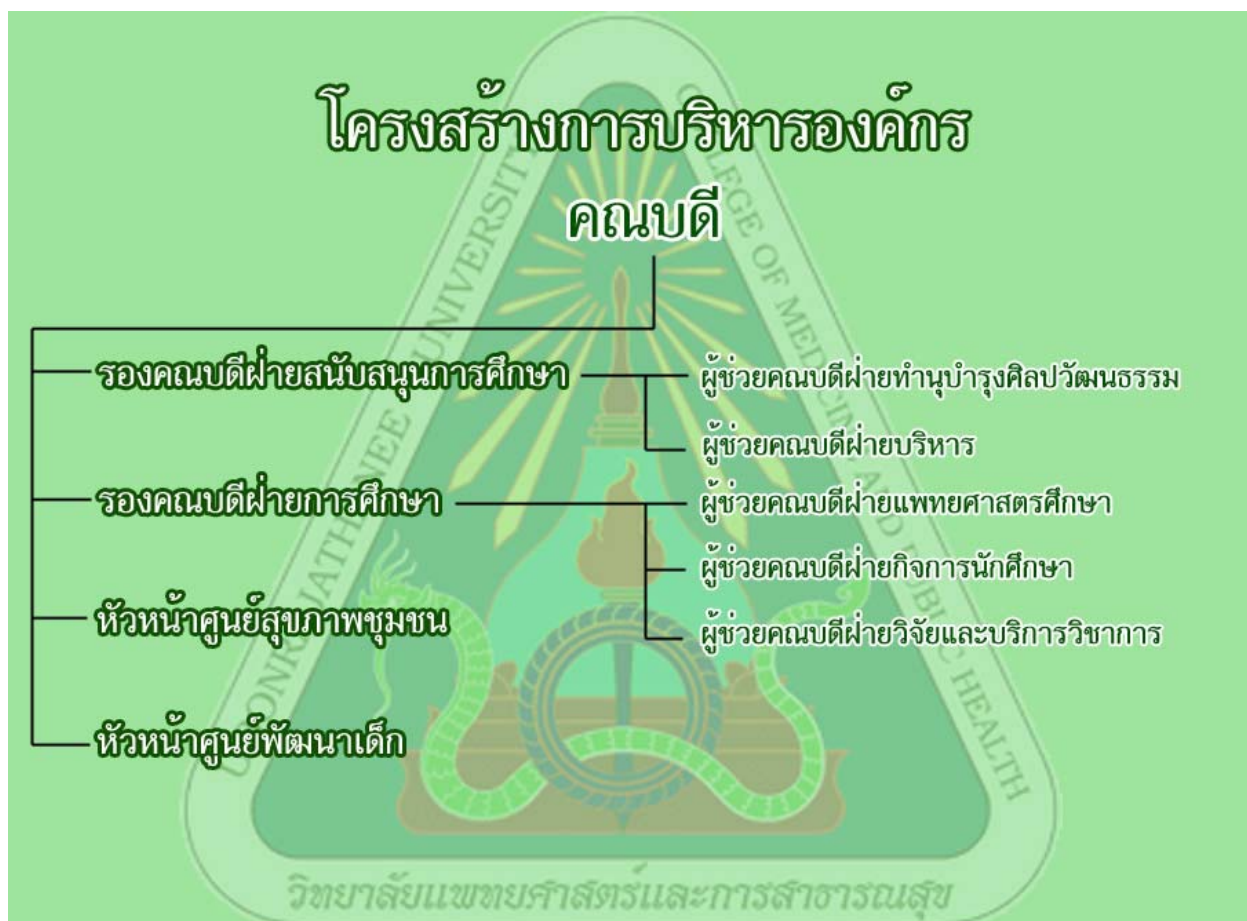 โครงสร้างการบริหารองค์กร
คณบดี
รองคณบดีฝ่ายสนับสนุนการศึกษา
ผู้ช่วยคณบดีฝ่ายทำนุบำรุงศิลปวัฒนธรรม
ผู้ช่วยคณบดีฝ่ายบริหาร
รองคณบดีฝ่ายการศึกษา
ผู้ช่วยคณบดีฝ่ายแพทยศาสตรศึกษา
ผู้ช่วยคณบดีฝ่ายกิจการนักศึกษา
ผู้ช่วยคณบดีฝ่ายวิจัยและบริการวิชาการ
หัวหน้าศูนย์สุขภาพชุมชน
หัวหน้าศูนย์พัฒนาเด็ก
UBONRAJATHANEE UNIVERSITY
COLLEGE OF MEDICINE AND PUBLIC HEALTH
วิทยาลัยแพทยศาสตร์และการสาธารณสุข